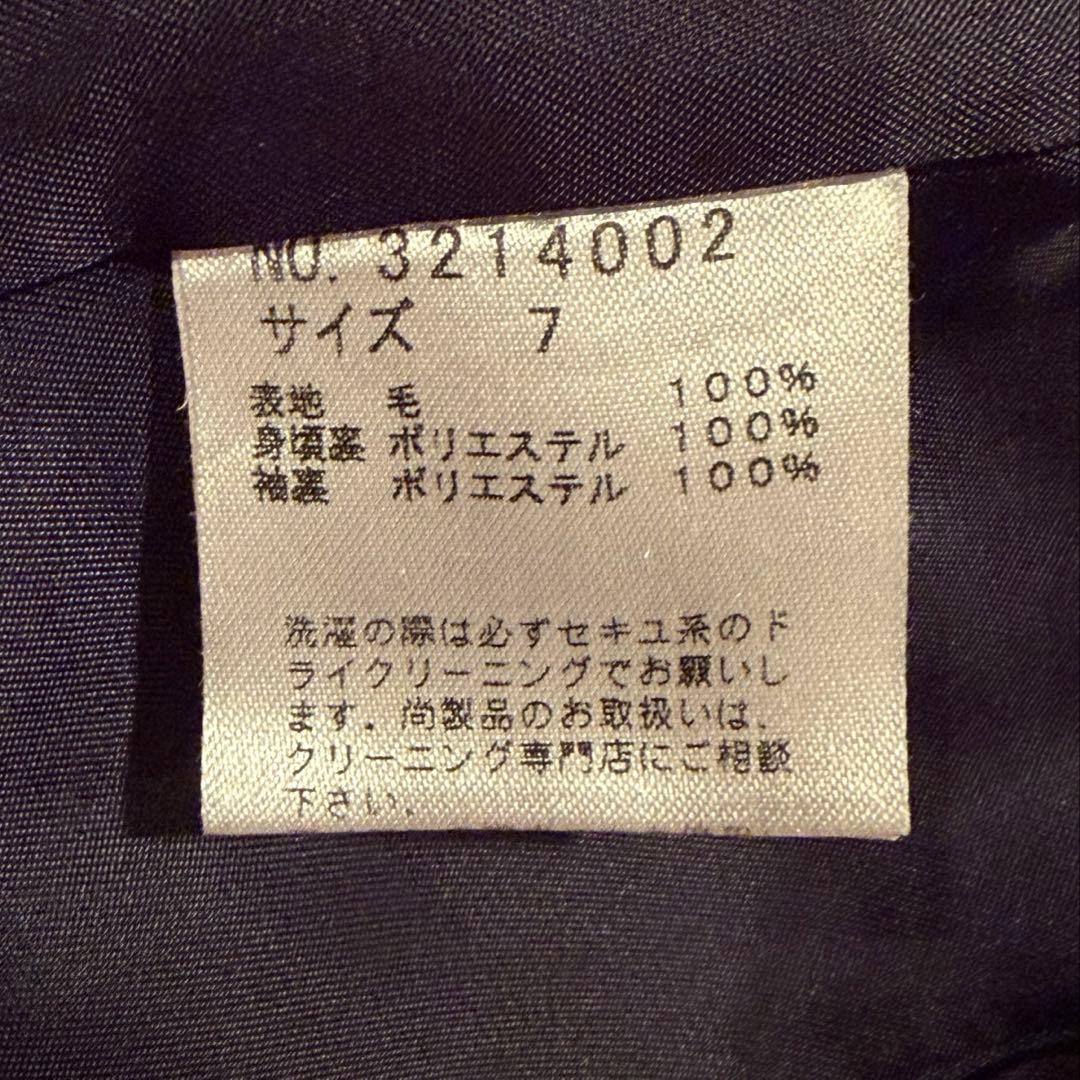 NO. 3214002
サイズ 7
表地 毛 100%
身頃裏 ポリエステル 100%
袖裏 ポリエステル 100%
洗濯の際は必ずセキユ系のド
ライクリーニングでお願いし
ます．尚製品のお取扱いは、
クリーニング専門店にご相談
下さい．